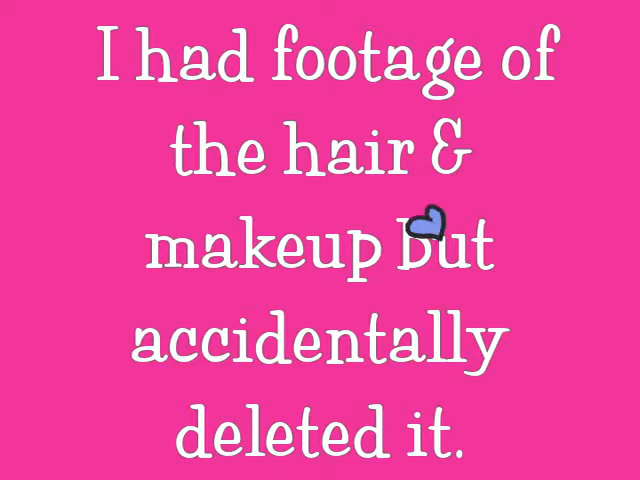 I had footage of
the hair &
makeup but
accidentally
deleted it.